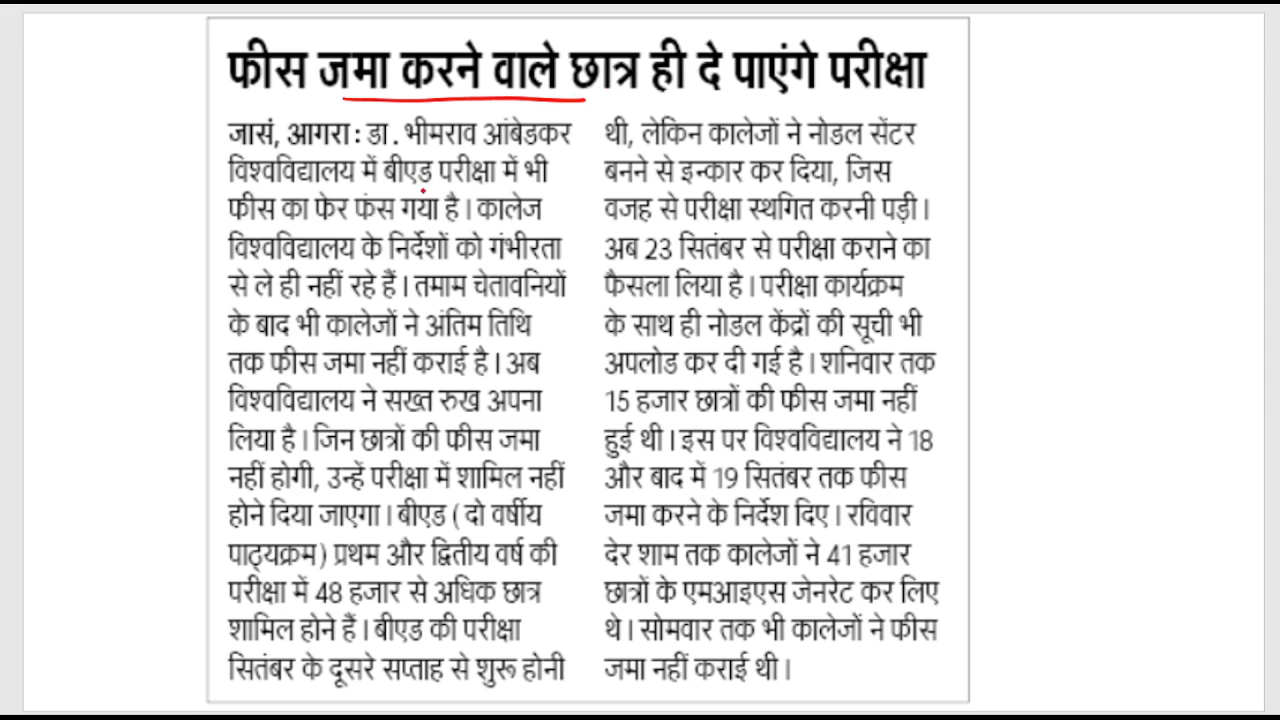 फीस जमा करने वाले छात्र ही दे पाएंगे परीक्षा
जासं, आगरा : डा. भीमराव आंबेडकर
विश्वविद्यालय में बीएड परीक्षा में भी
फीस का फेर फंस गया है। कालेज
विश्वविद्यालय के निर्देशों को गंभीरता
से ले ही नहीं रहे हैं। तमाम चेतावनियों
के बाद भी कालेजों ने अंतिम तिथि
तक फीस जमा नहीं कराई है। अब
विश्वविद्यालय ने सख्त रुख अपना
लिया है। जिन छात्रों की फीस जमा
नहीं होगी, उन्हें परीक्षा में शामिल नहीं
होने दिया जाएगा। बीएड ( दो वर्षीय
पाठ्यक्रम) प्रथम और द्वितीय वर्ष की
परीक्षा में 48 हजार से अधिक छात्र
शामिल होने हैं। बीएड की परीक्षा
सितंबर के दूसरे सप्ताह से शुरू होनी
थी, लेकिन कालेजों ने नोडल सेंटर
बनने से इन्कार कर दिया, जिस
वजह से परीक्षा स्थगित करनी पड़ी।
अब 23 सितंबर से परीक्षा कराने का
फैसला लिया है। परीक्षा कार्यक्रम
के साथ ही नोडल केंद्रों की सूची भी
अपलोड कर दी गई है। शनिवार तक
15 हजार छात्रों की फीस जमा नहीं
हुई थी। इस पर विश्वविद्यालय ने 18
और बाद में 19 सितंबर तक फीस
जमा करने के निर्देश दिए। रविवार
देर शाम तक कालेजों ने 41 हजार
छात्रों के एमआइएस जेनरेट कर लिए
थे। सोमवार तक भी कालेजों ने फीस
जमा नहीं कराई थी।